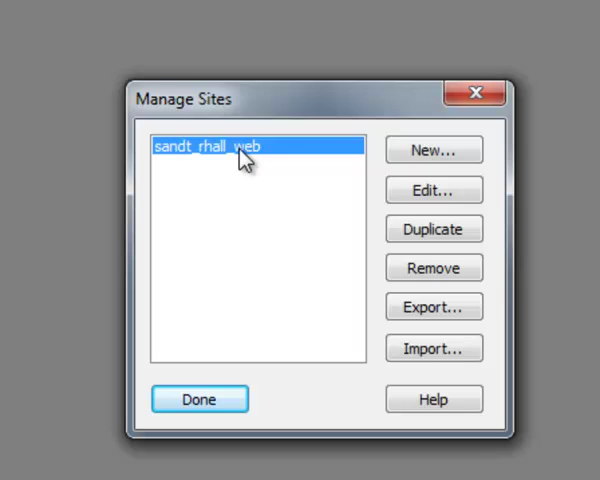 Manage Sites
sandt_rhall_web
New...
Edit...
Duplicate
Remove
Export...
Import...
Done
Help